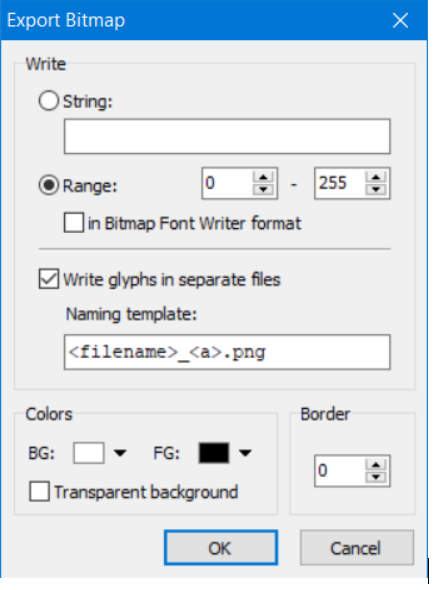 Export Bitmap
Write
String:
Range: 0 - 255
in Bitmap Font Writer format
Write glyphs in separate files
Naming template:
<filename>_<a>.png
Colors
BG: FG:
Transparent background
Border
0
OK Cancel